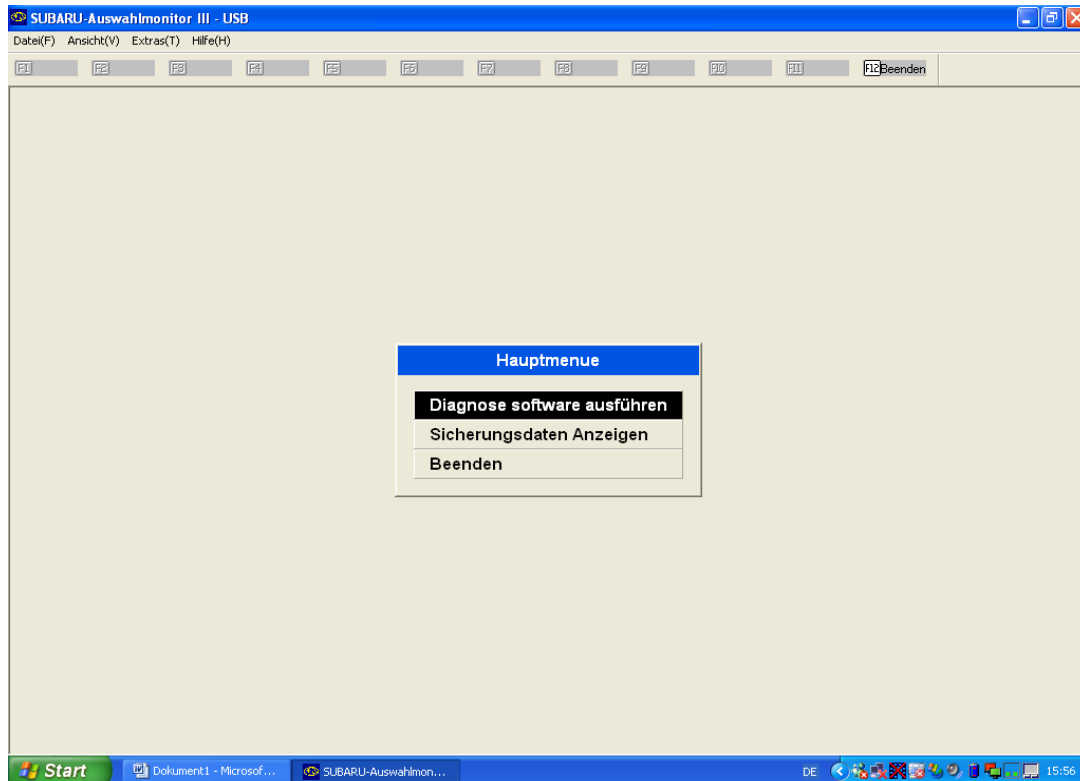 SUBARU-Auswahlmonitor III - USB
Datei(F) Ansicht(V) Extras(T) Hilfe(H)
F1 F2 F3 F4 F5 F6 F7 F8 F9 F10 F11 F12 Beenden
Hauptmenue
Diagnose software ausführen
Sicherungsdaten Anzeigen
Beenden
Start Dokument1 - Microsof... SUBARU-Auswahlmon... DE 15:56